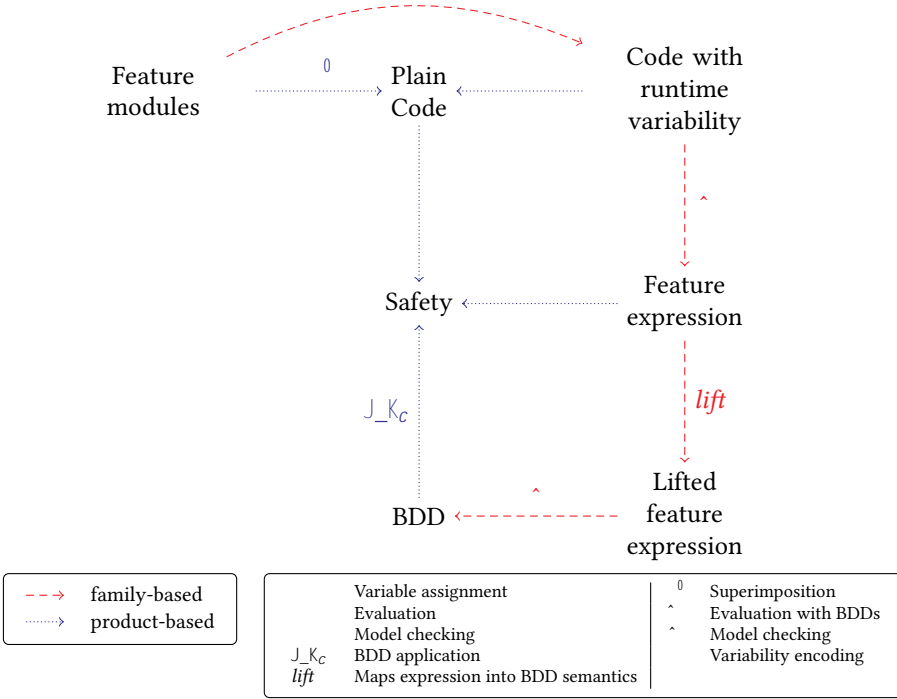 Feature
modules
0
Plain
Code
Code with
runtime
variability
^
Safety
Feature
expression
J_Kc
lift
^
BDD
Lifted
feature
expression
family-based
product-based
Variable assignment
Evaluation
Model checking
J_Kc BDD application
lift Maps expression into BDD semantics
0 Superimposition
^ Evaluation with BDDs
^ Model checking
Variability encoding